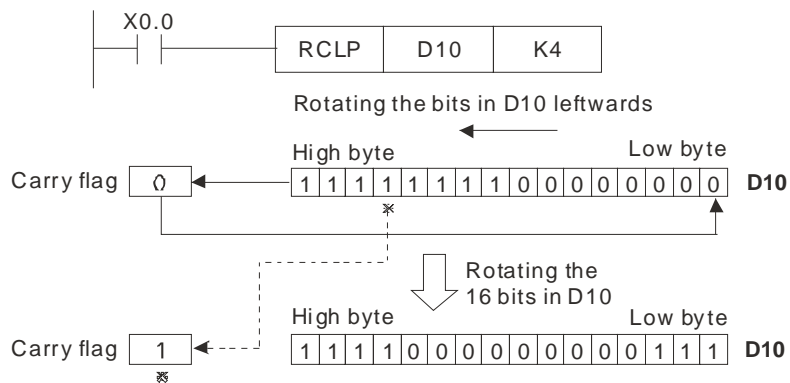 X0.0
RCLP D10 K4
Rotating the bits in D10 leftwards
High byte Low byte
Carry flag 0 1 1 1 1 1 1 1 1 0 0 0 0 0 0 0 0 D10
※
Rotating the
16 bits in D10
High byte Low byte
Carry flag 1 1 1 1 1 0 0 0 0 0 0 0 0 0 1 1 1 D10
※